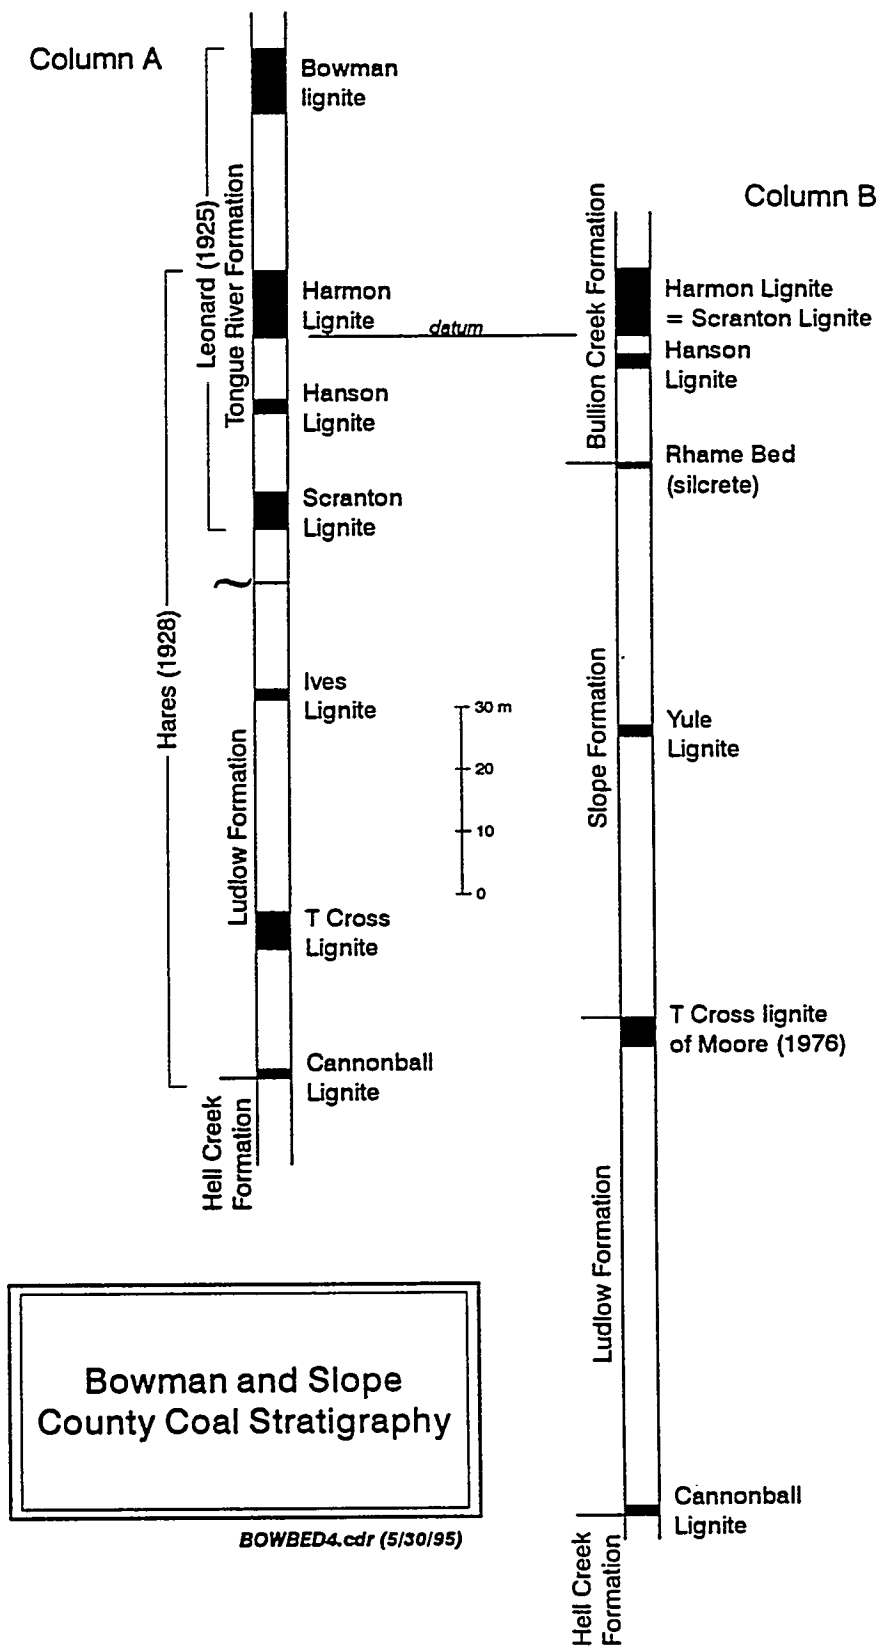 Column A
Bowman
lignite
Leonard (1925)
Tongue River Formation
Harmon
Lignite
datum
Hanson
Lignite
Scranton
Lignite
Hares (1928)
Ives
Lignite
Ludlow Formation
T Cross
Lignite
Cannonball
Lignite
Hell Creek
Formation
30 m
20
10
0
Column B
Bullion Creek Formation
Harmon Lignite
= Scranton Lignite
Hanson
Lignite
Rhame Bed
(silcrete)
Slope Formation
Yule
Lignite
T Cross lignite
of Moore (1976)
Ludlow Formation
Cannonball
Lignite
Hell Creek
Formation
Bowman and Slope
County Coal Stratigraphy
BOWBED4.cdr (5/30/95)